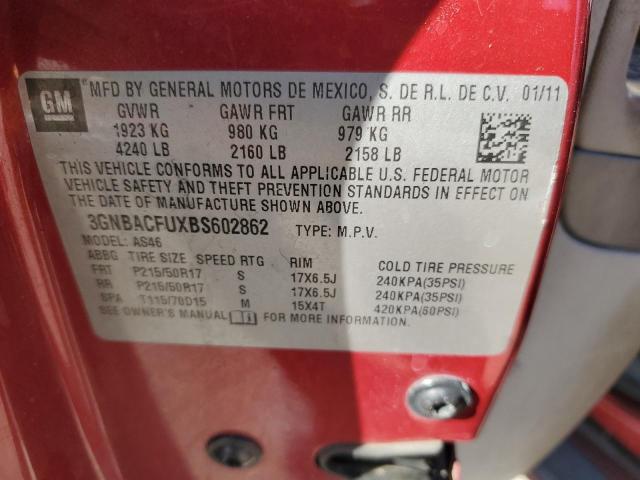 GM MFD BY GENERAL MOTORS DE MEXICO, S. DE R.L. DE C.V. 01/11
GVWR GAWR FRT GAWR RR
1923 KG 980 KG 979 KG
4240 LB 2160 LB 2158 LB
THIS VEHICLE CONFORMS TO ALL APPLICABLE U.S. FEDERAL MOTOR
VEHICLE SAFETY AND THEFT PREVENTION STANDARDS IN EFFECT ON
THE DATE OF MANUFACTURE SHOWN ABOVE.
3GNBACFUXBS602862 TYPE: M.P.V.
MODEL: AS46
ABBG TIRE SIZE SPEED RTG RIM COLD TIRE PRESSURE
FRT P215/50R17 S 17X6.5J 240KPA(35PSI)
RR P215/50R17 S 17X6.5J 240KPA(35PSI)
SPA T115/70D15 M 15X4T 420KPA(60PSI)
SEE OWNER'S MANUAL FOR MORE INFORMATION